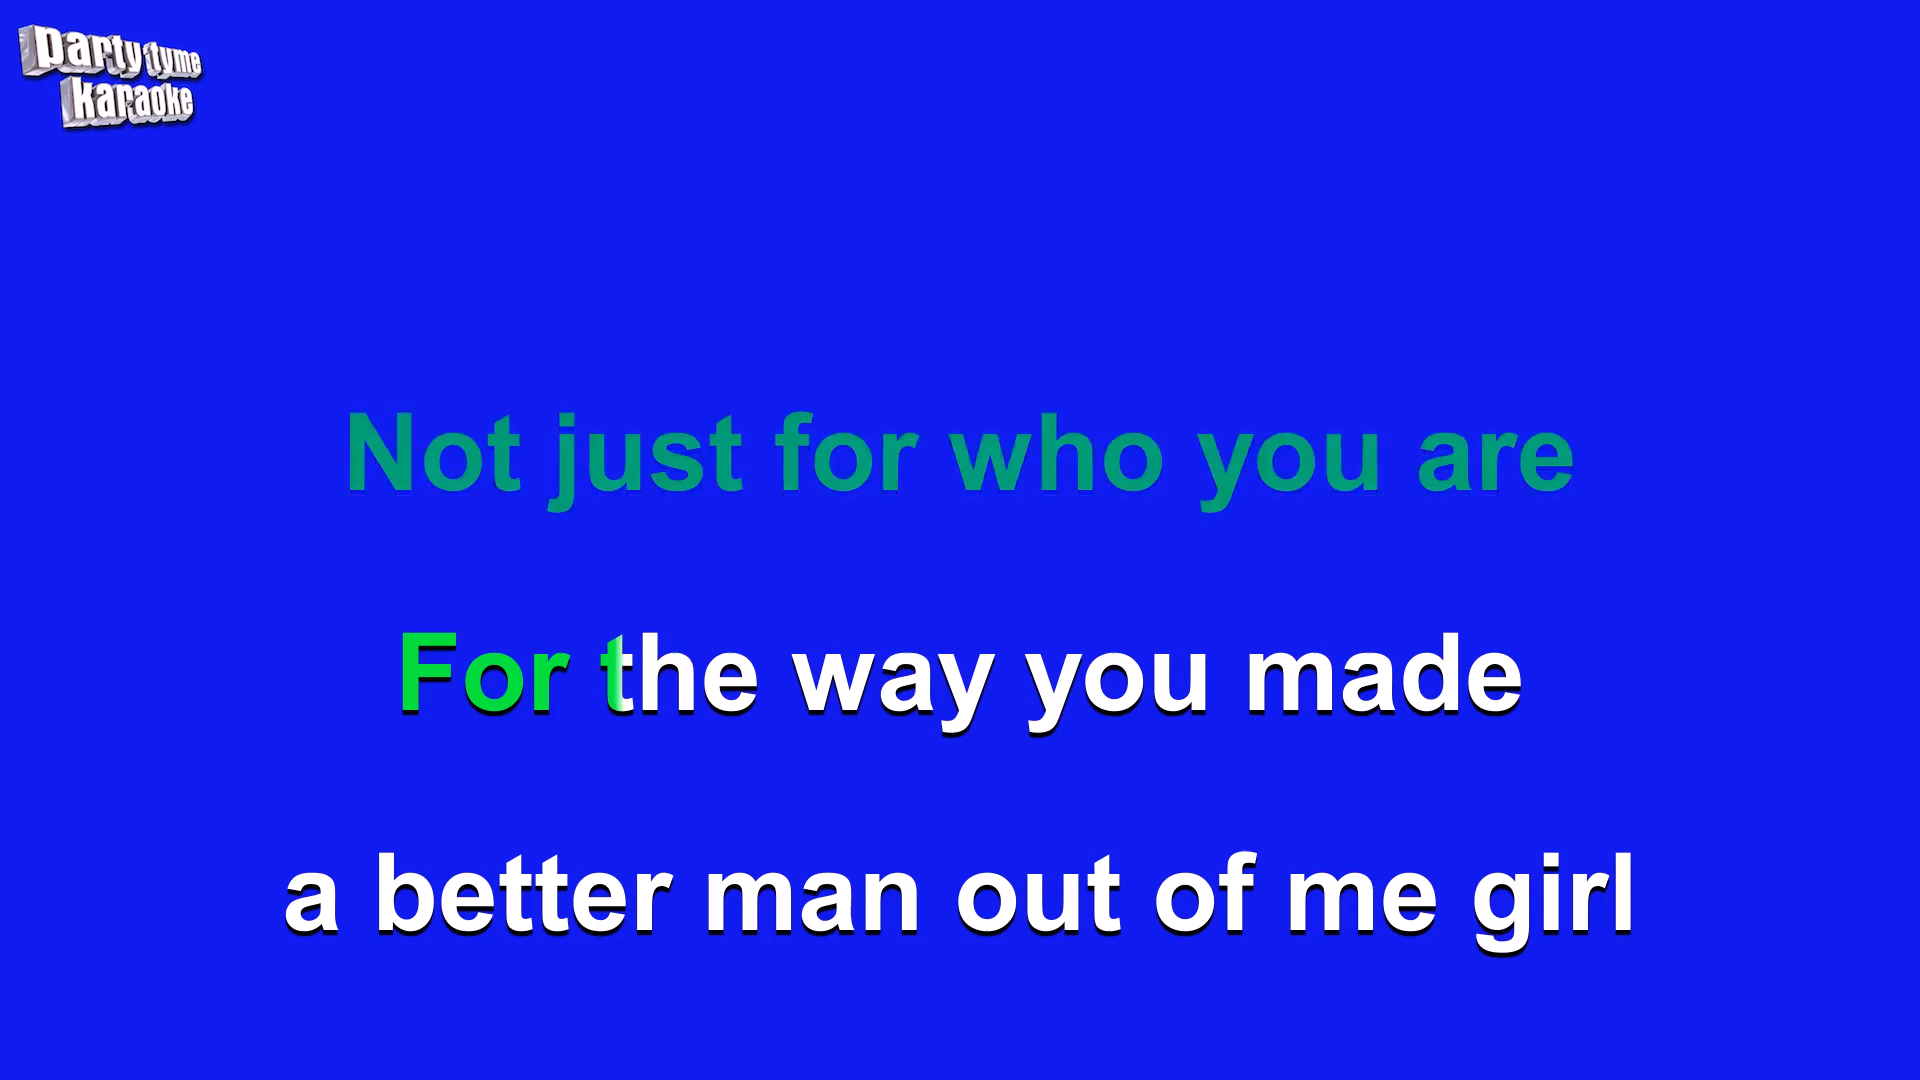 party tyme
karaoke
Not just for who you are
For the way you made
a better man out of me girl